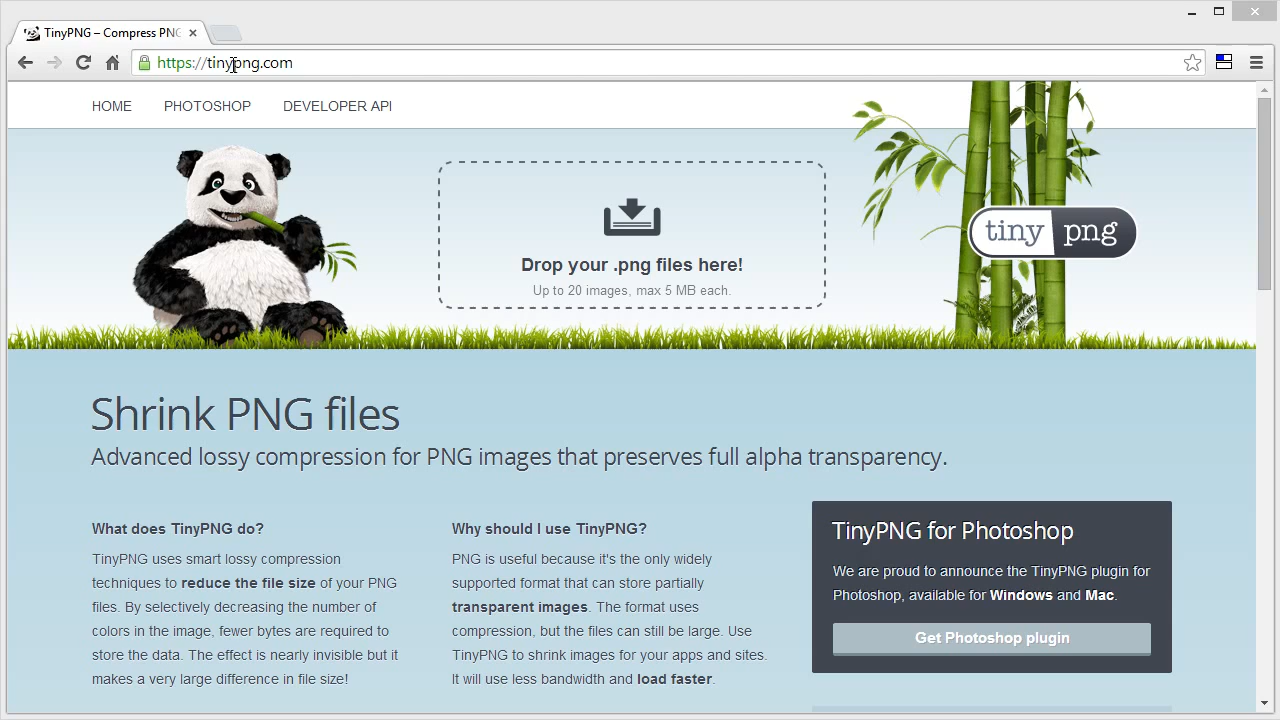 TinyPNG – Compress PNG
https://tinypng.com
HOME PHOTOSHOP DEVELOPER API
Drop your .png files here!
Up to 20 images, max 5 MB each.
tiny png
Shrink PNG files
Advanced lossy compression for PNG images that preserves full alpha transparency.
What does TinyPNG do?
TinyPNG uses smart lossy compression
techniques to reduce the file size of your PNG
files. By selectively decreasing the number of
colors in the image, fewer bytes are required to
store the data. The effect is nearly invisible but it
makes a very large difference in file size!
Why should I use TinyPNG?
PNG is useful because it's the only widely
supported format that can store partially
transparent images. The format uses
compression, but the files can still be large. Use
TinyPNG to shrink images for your apps and sites.
It will use less bandwidth and load faster.
TinyPNG for Photoshop
We are proud to announce the TinyPNG plugin for
Photoshop, available for Windows and Mac.
Get Photoshop plugin